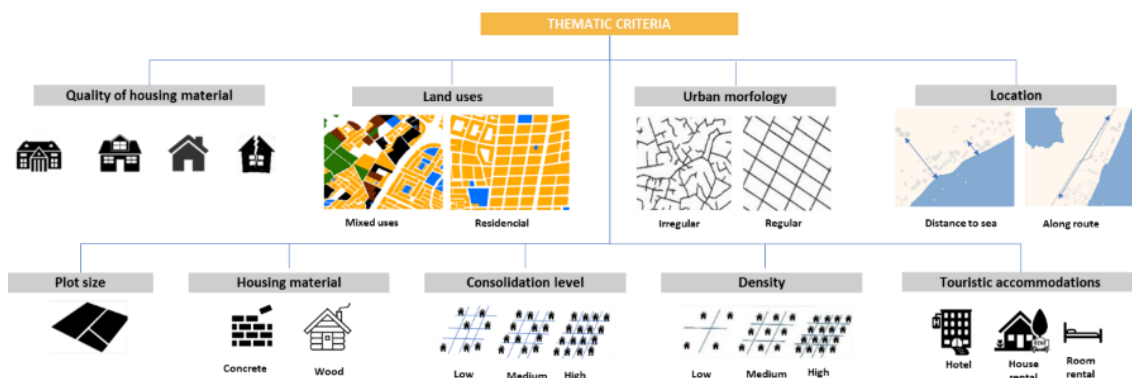 THEMATIC CRITERIA
Quality of housing material
Land uses
Urban morfology
Location
Mixed uses
Residencial
Irregular
Regular
Distance to sea
Along route
Plot size
Housing material
Consolidation level
Density
Touristic accommodations
Concrete
Wood
Low
Medium
High
Low
Medium
High
Hotel
House
rental
Room
rental